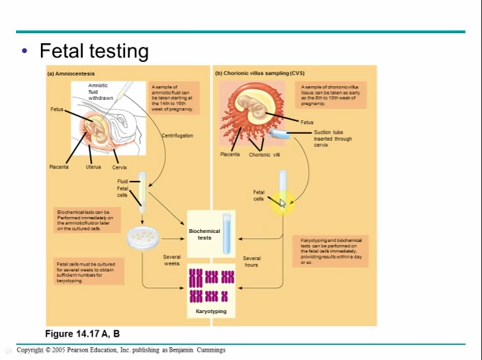 • Fetal testing
(a) Amniocentesis
Amniotic
fluid
withdrawn
A sample of
amniotic fluid can
be taken starting at
the 14th to 16th
week of pregnancy.
Fetus
Centrifugation
Placenta Uterus Cervix
Fluid
Fetal
cells
Biochemical tests can be
Performed immediately on
the amniotic fluid or later
on the cultured cells.
Fetal cells must be cultured
for several weeks to obtain
sufficient numbers for
karyotyping.
Several
weeks
Biochemical
tests
Karyotyping
(b) Chorionic villus sampling (CVS)
A sample of chorionic villus
tissue can be taken as early
as the 8th to 10th week of
pregnancy.
Fetus
Suction tube
Inserted through
cervix
Placenta Chorionic villi
Fetal
cells
Several
hours
Karyotyping and biochemical
tests can be performed on
the fetal cells immediately,
providing results within a day
or so.
Figure 14.17 A, B
Copyright © 2005 Pearson Education, Inc. publishing as Benjamin Cummings